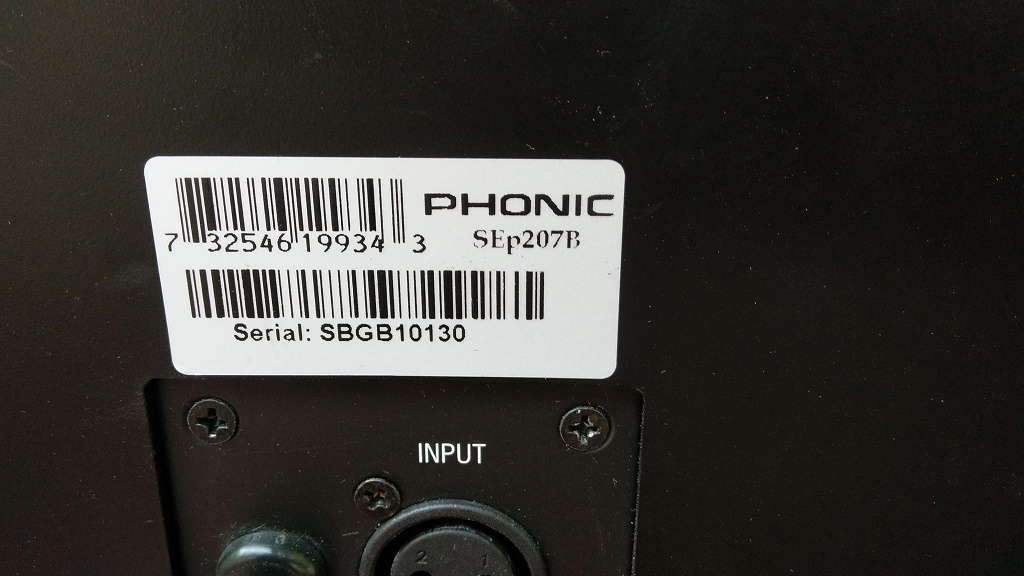 PHONIC
SEp207B
7 32546 19934 3
Serial: SBGB10130
INPUT
2 1